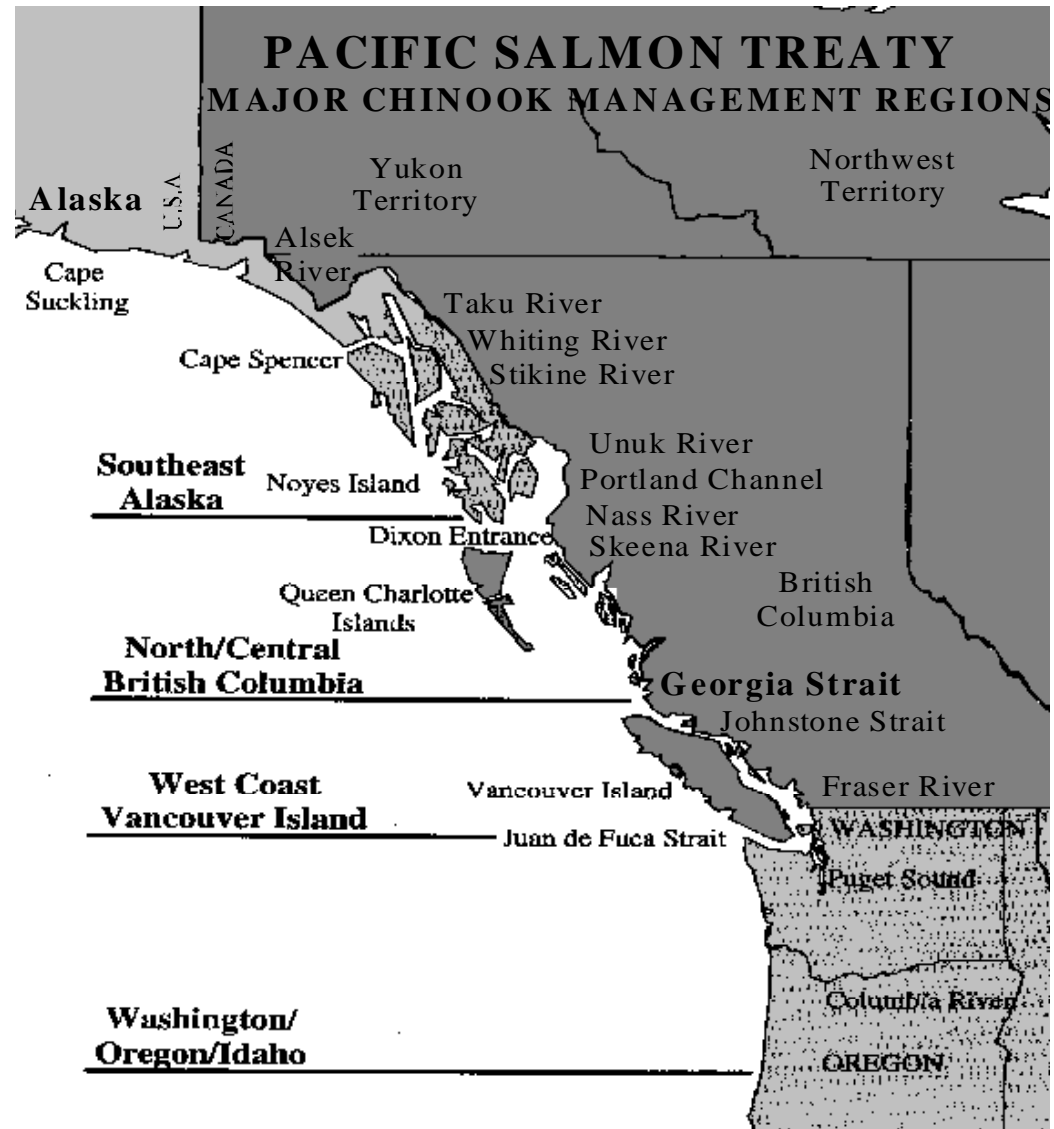 PACIFIC SALMON TREATY
MAJOR CHINOOK MANAGEMENT REGIONS
Yukon
Territory
Northwest
Territory
Alaska
U.S.A
CANADA
Alsek
River
Cape
Suckling
Taku River
Whiting River
Cape Spencer
Stikine River
Unuk River
Southeast
Alaska
Noyes Island
Portland Channel
Nass River
Dixon Entrance
Skeena River
British
Columbia
Queen Charlotte
Islands
North/Central
British Columbia
Georgia Strait
Johnstone Strait
West Coast
Vancouver Island
Vancouver Island
Fraser River
WASHINGTON
Juan de Fuca Strait
Puget Sound
Columbia River
Washington/
Oregon/Idaho
OREGON